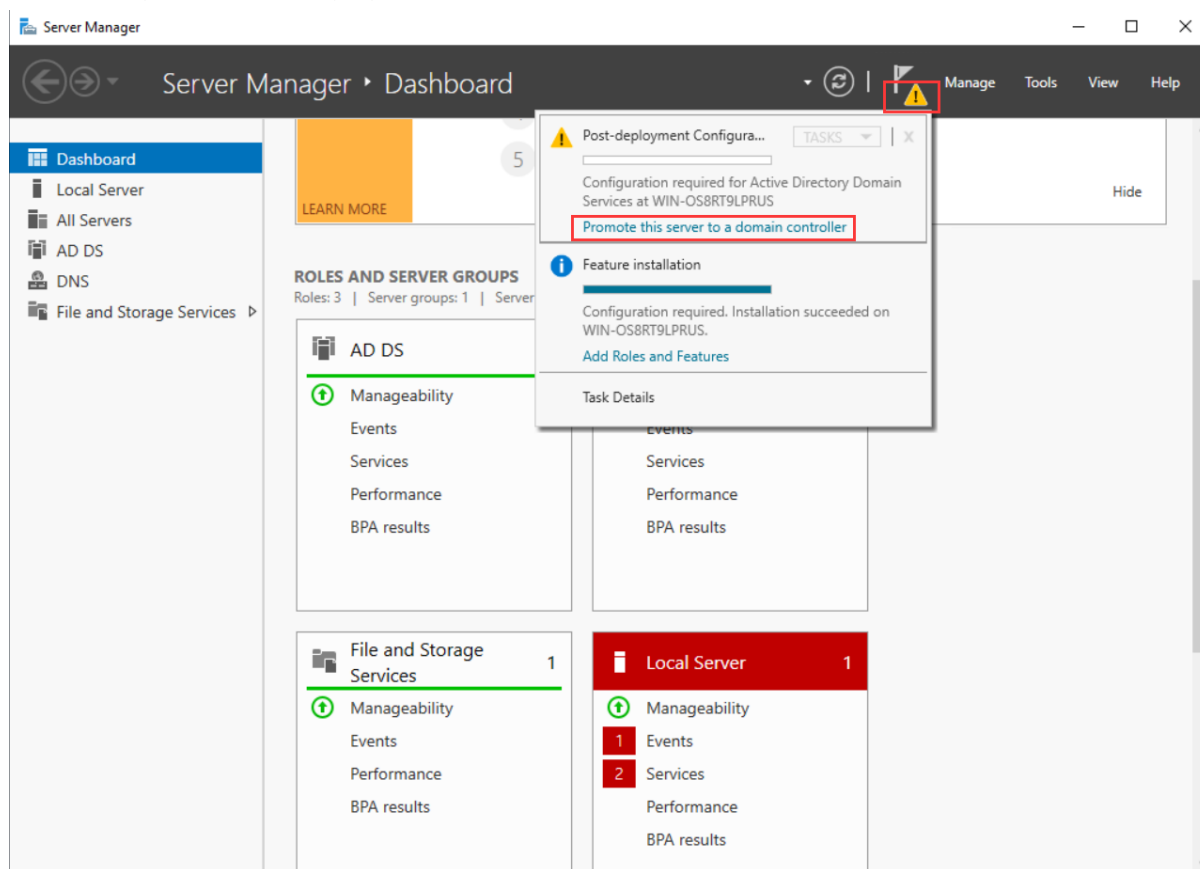 Server Manager
Server Manager ‣ Dashboard
Manage Tools View Help
Dashboard
Local Server
All Servers
AD DS
DNS
File and Storage Services
LEARN MORE
5
Hide
Post-deployment Configura...
TASKS
X
Configuration required for Active Directory Domain
Services at WIN-OS8RT9LPRUS
Promote this server to a domain controller
Feature installation
Configuration required. Installation succeeded on
WIN-OS8RT9LPRUS.
Add Roles and Features
Task Details
ROLES AND SERVER GROUPS
Roles: 3 | Server groups: 1 | Server
AD DS
Manageability
Events
Services
Performance
BPA results
Events
Services
Performance
BPA results
File and Storage
Services
1
Manageability
Events
Performance
BPA results
Local Server 1
Manageability
1 Events
2 Services
Performance
BPA results